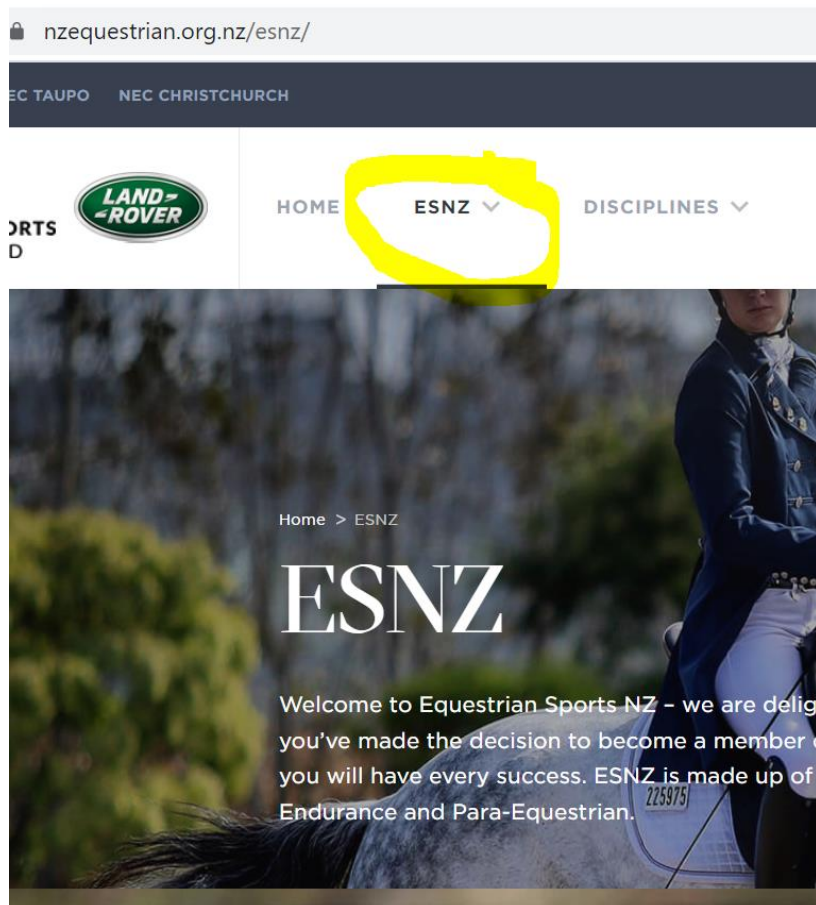 nzequestrian.org.nz/esnz/
EC TAUPO NEC CHRISTCHURCH
LAND-
-ROVER
ORTS
D
HOME ESNZ DISCIPLINES
Home > ESNZ
ESNZ
Welcome to Equestrian Sports NZ – we are delig
you've made the decision to become a member
you will have every success. ESNZ is made up of
Endurance and Para-Equestrian.
225975